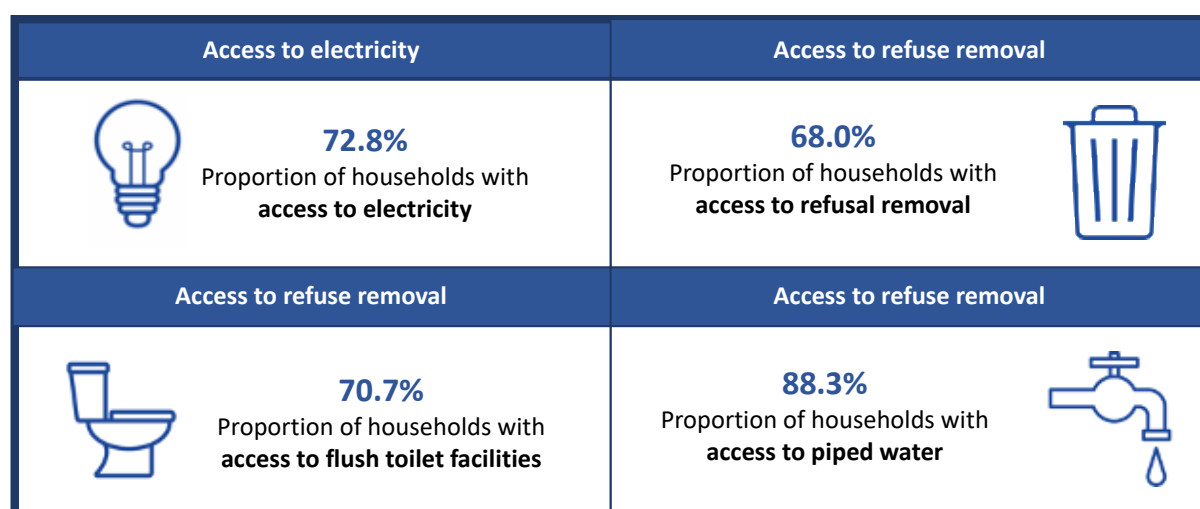 Access to electricity
Access to refuse removal
72.8%
Proportion of households with
access to electricity
68.0%
Proportion of households with
access to refusal removal
Access to refuse removal
Access to refuse removal
70.7%
Proportion of households with
access to flush toilet facilities
88.3%
Proportion of households with
access to piped water